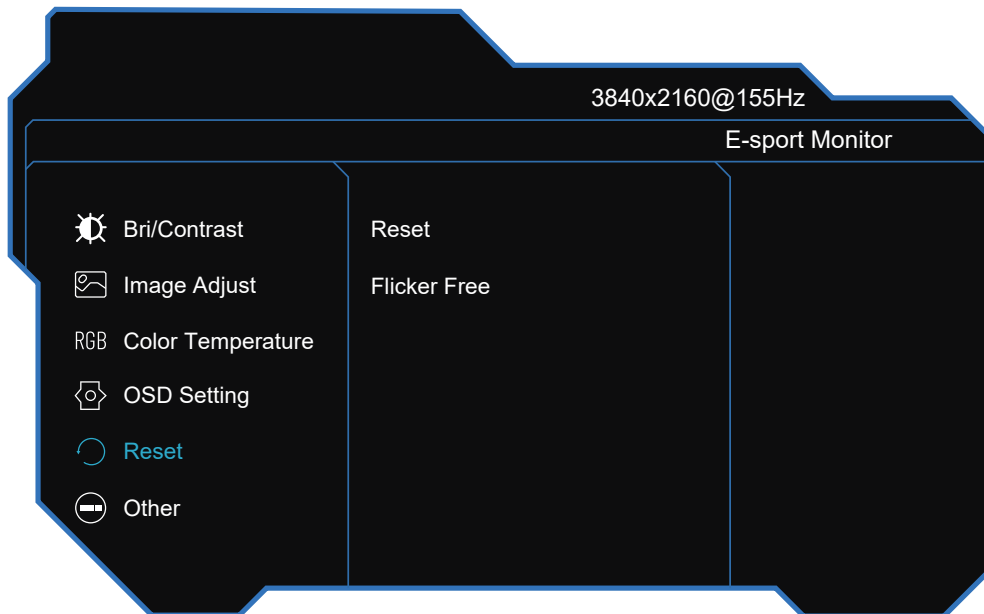 3840x2160@155Hz
E-sport Monitor
Bri/Contrast
Image Adjust
RGB Color Temperature
OSD Setting
Reset
Other
Reset
Flicker Free